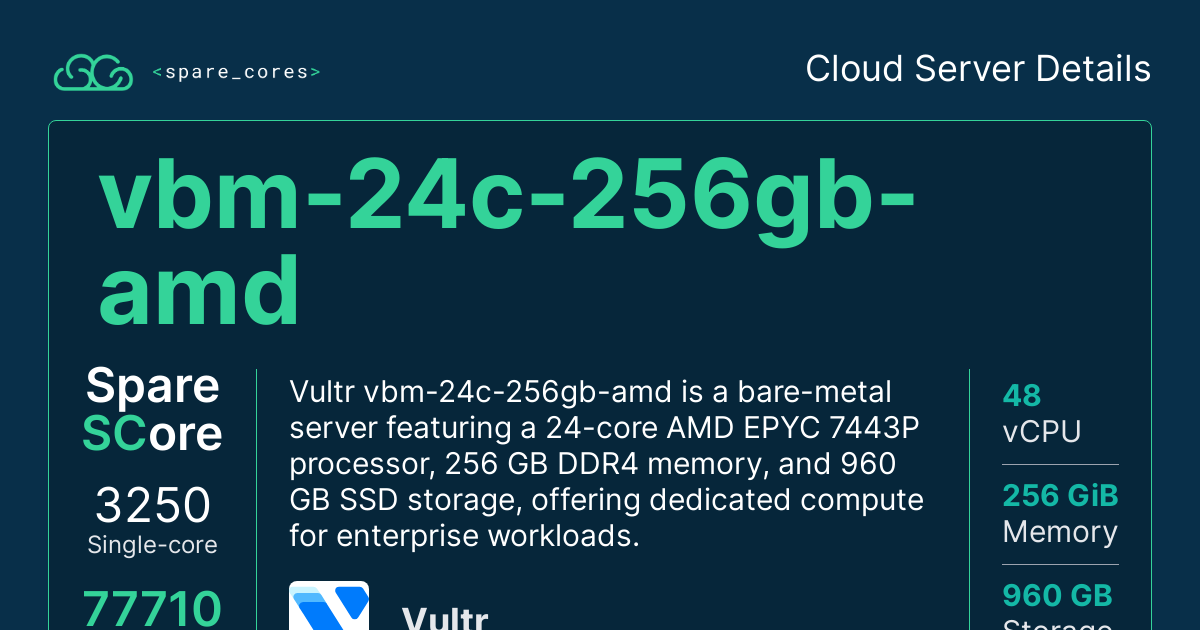 <spare_cores>
Cloud Server Details
vbm-24c-256gb-
amd
Spare
SCore
3250
Single-core
77710
Vultr vbm-24c-256gb-amd is a bare-metal
server featuring a 24-core AMD EPYC 7443P
processor, 256 GB DDR4 memory, and 960
GB SSD storage, offering dedicated compute
for enterprise workloads.
Vultr
48
vCPU
256 GiB
Memory
960 GB
Storage